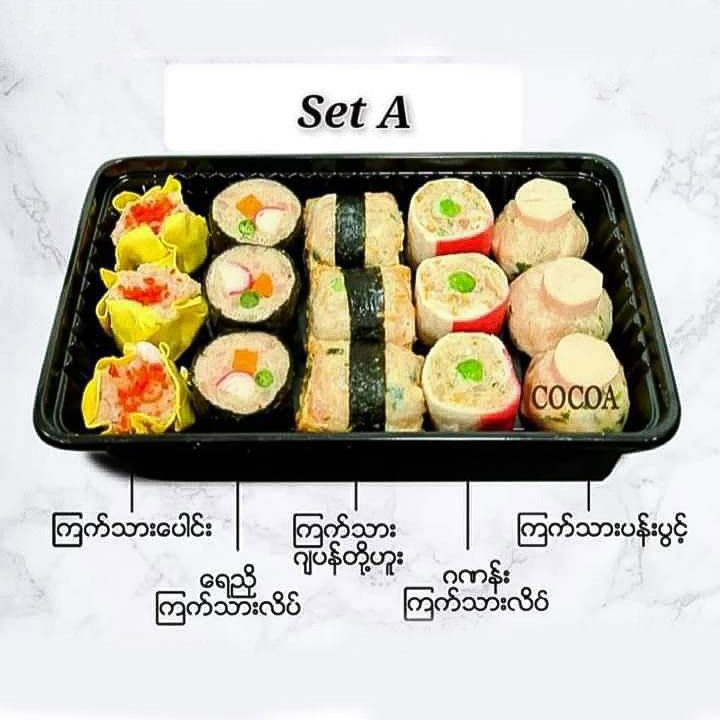 Set A
COCOA
ကြက်သားပေါင်း
ရေညှိ
ကြက်သားလိပ်
ကြက်သား
ဂျပန်တို့ဟူး
ဂဏန်း
ကြက်သားလိပ်
ကြက်သားပန်းပွင့်